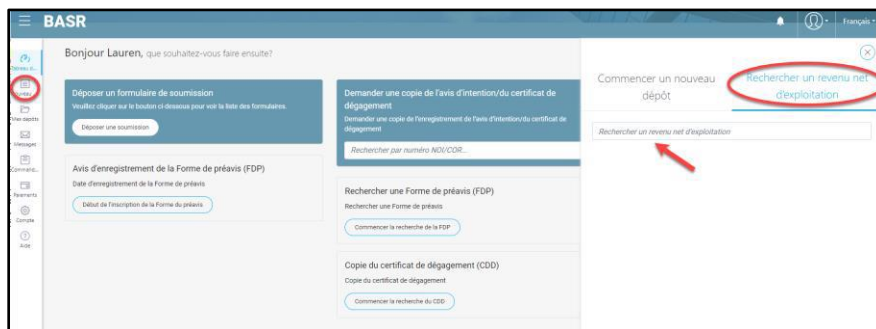 BASR
Français
Bonjour Lauren, que souhaitez-vous faire ensuite?
Déposer un formulaire de soumission
Veuillez cliquer sur le bouton ci-dessous pour voir la liste des formulaires.
Déposer une soumission
Avis d'enregistrement de la Forme de préavis (FDP)
Date d'enregistrement de la Forme de préavis
Début de l'inscription de la Forme du préavis
Demander une copie de l'avis d'intention/du certificat de
dégagement
Demander une copie de l'enregistrement de l'avis d'intention/du certificat de
dégagement
Rechercher par numéro NOI/COR...
Rechercher une Forme de préavis (FDP)
Rechercher une Forme de préavis
Commencer la recherche de la FDP
Copie du certificat de dégagement (CDD)
Copie du certificat de dégagement
Commencer la recherche du CDD
Commencer un nouveau
dépôt
Rechercher un revenu net
d'exploitation
Rechercher un revenu net d'exploitation
Mes dépôts
Messages
Paiements
Compte
Aide